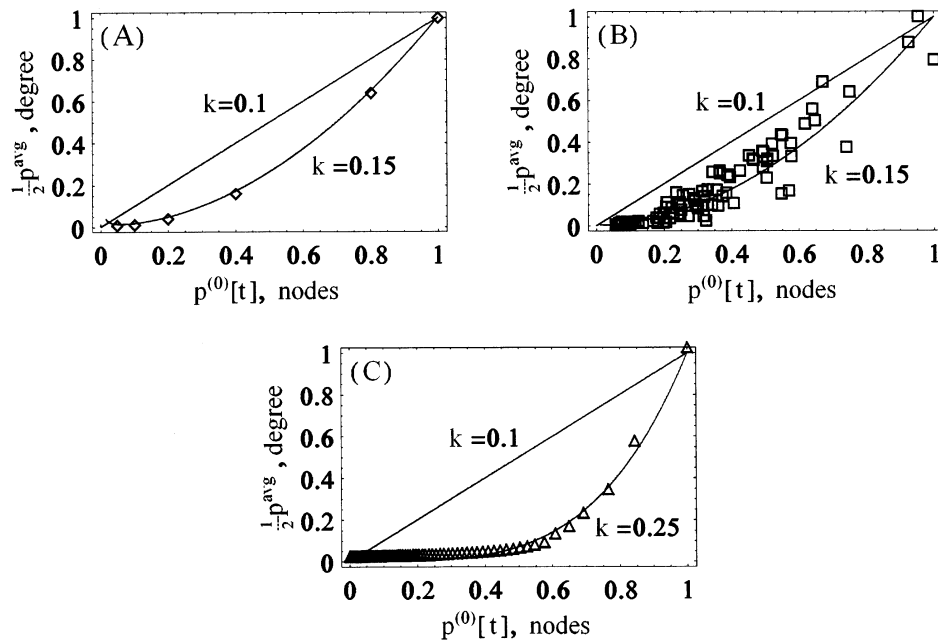 (A)
1
0.8
0.6
0.4
0.2
0
½p^avg, degree
k=0.1
k=0.15
0 0.2 0.4 0.6 0.8 1
p^(0)[t], nodes
(B)
1
0.8
0.6
0.4
0.2
0
½p^avg, degree
k=0.1
k=0.15
0 0.2 0.4 0.6 0.8 1
p^(0)[t], nodes
(C)
1
0.8
0.6
0.4
0.2
0
½p^avg, degree
k=0.1
k=0.25
0 0.2 0.4 0.6 0.8 1
p^(0)[t], nodes